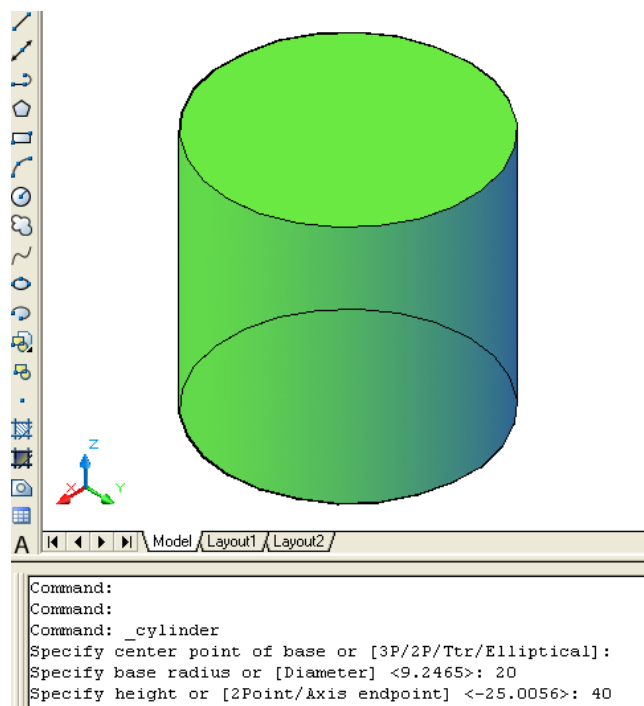 Z
X
Y
A
Model Layout1 Layout2
Command:
Command:
Command: _cylinder
Specify center point of base or [3P/2P/Ttr/Elliptical]:
Specify base radius or [Diameter] <9.2465>: 20
Specify height or [2Point/Axis endpoint] <-25.0056>: 40